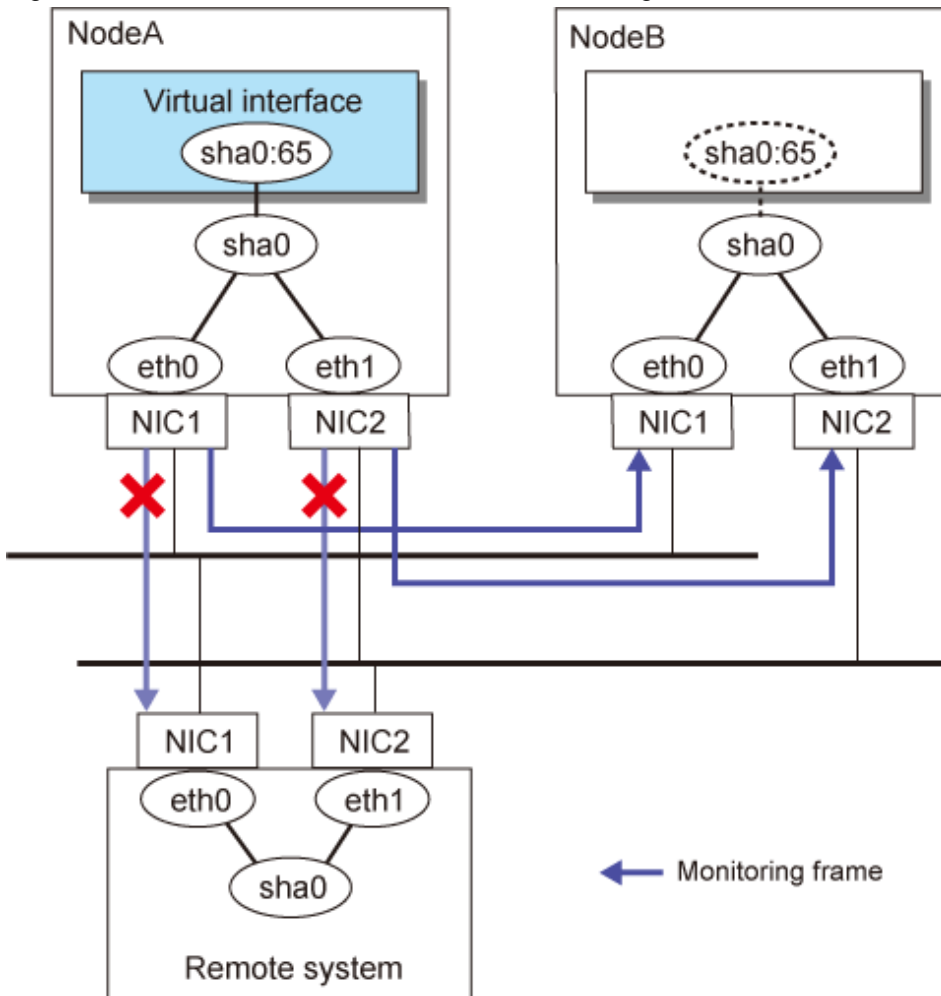 NodeA
NodeB
Virtual interface
sha0:65
sha0:65
sha0
sha0
eth0
eth1
eth0
eth1
NIC1
NIC2
NIC1
NIC2
NIC1
NIC2
eth0
eth1
sha0
Monitoring frame
Remote system